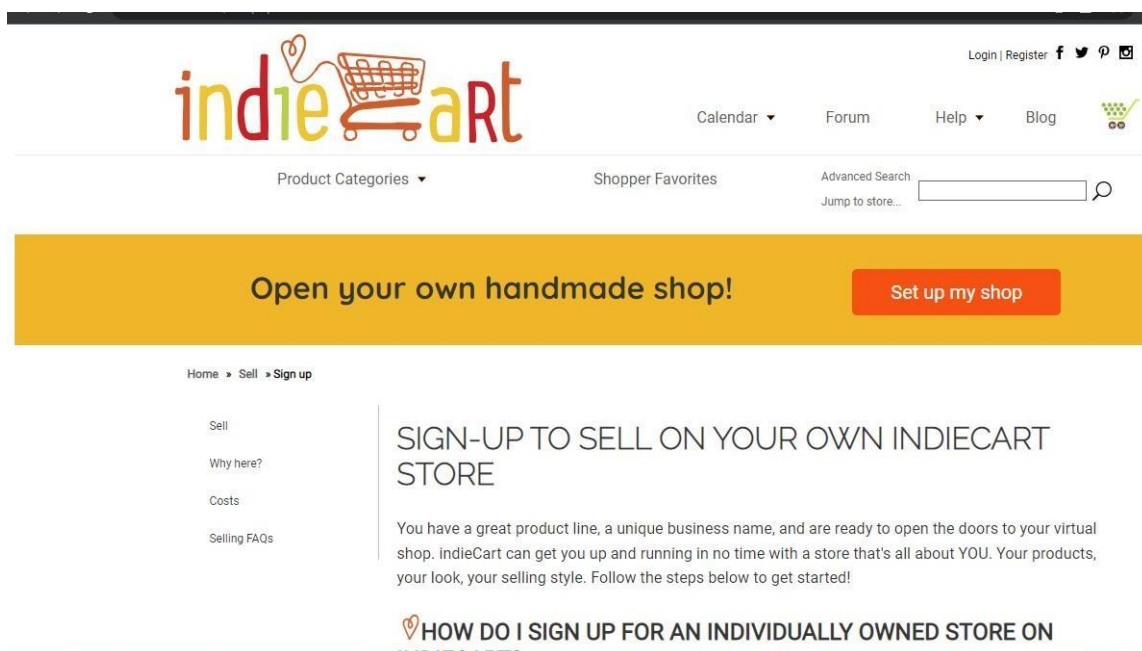 indiecaRt
Login | Register
Calendar
Forum
Help
Blog
Product Categories
Shopper Favorites
Advanced Search
Jump to store...
Open your own handmade shop!
Set up my shop
Home » Sell » Sign up
Sell
Why here?
Costs
Selling FAQs
SIGN-UP TO SELL ON YOUR OWN INDIECART
STORE
You have a great product line, a unique business name, and are ready to open the doors to your virtual
shop. indieCart can get you up and running in no time with a store that's all about YOU. Your products,
your look, your selling style. Follow the steps below to get started!
HOW DO I SIGN UP FOR AN INDIVIDUALLY OWNED STORE ON